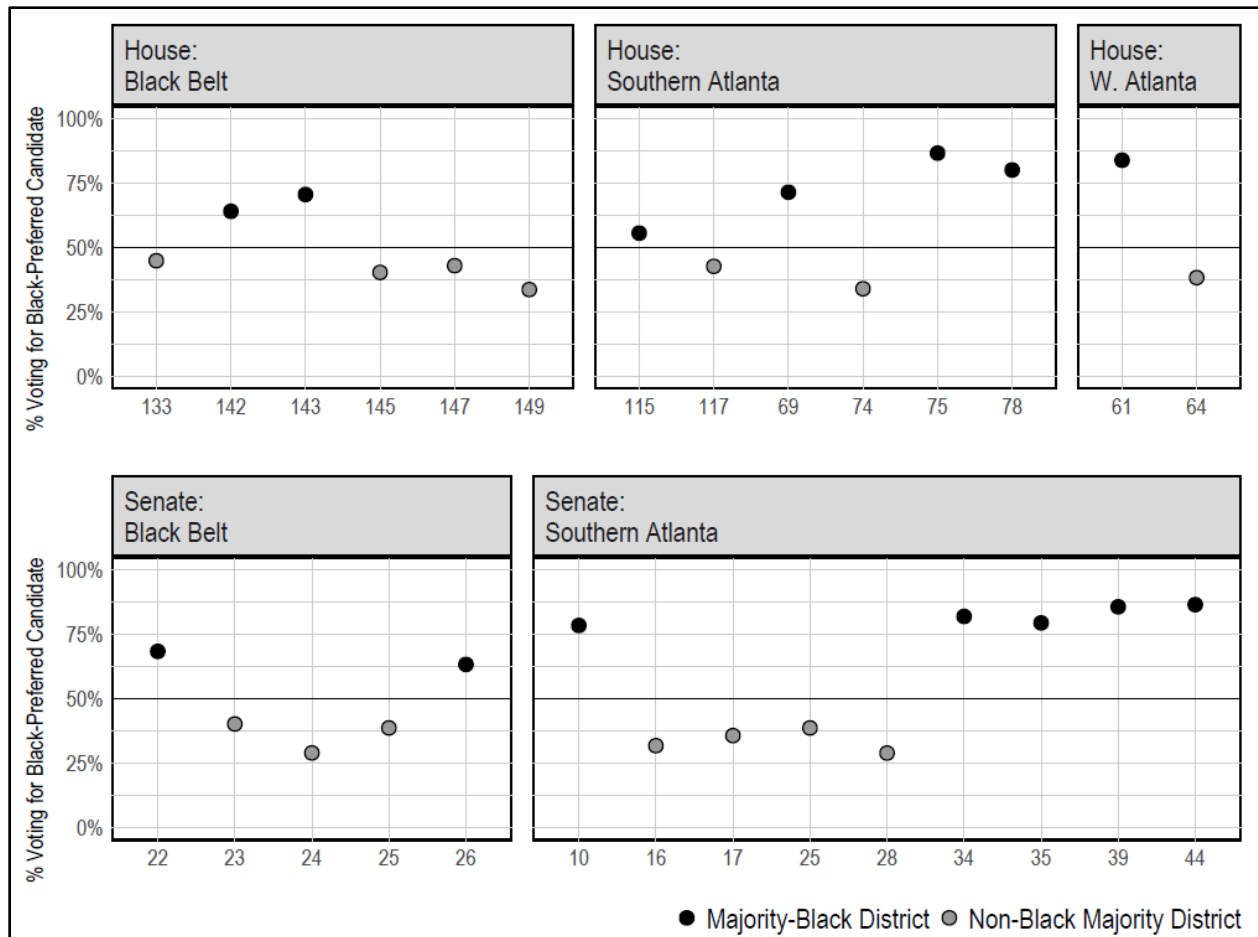 House:
Black Belt
House:
Southern Atlanta
House:
W. Atlanta
% Voting for Black-Preferred Candidate
100%
75%
50%
25%
0%
133 142 143 145 147 149
115 117 69 74 75 78
61 64
Senate:
Black Belt
Senate:
Southern Atlanta
% Voting for Black-Preferred Candidate
100%
75%
50%
25%
0%
22 23 24 25 26
10 16 17 25 28 34 35 39 44
Majority-Black District Non-Black Majority District